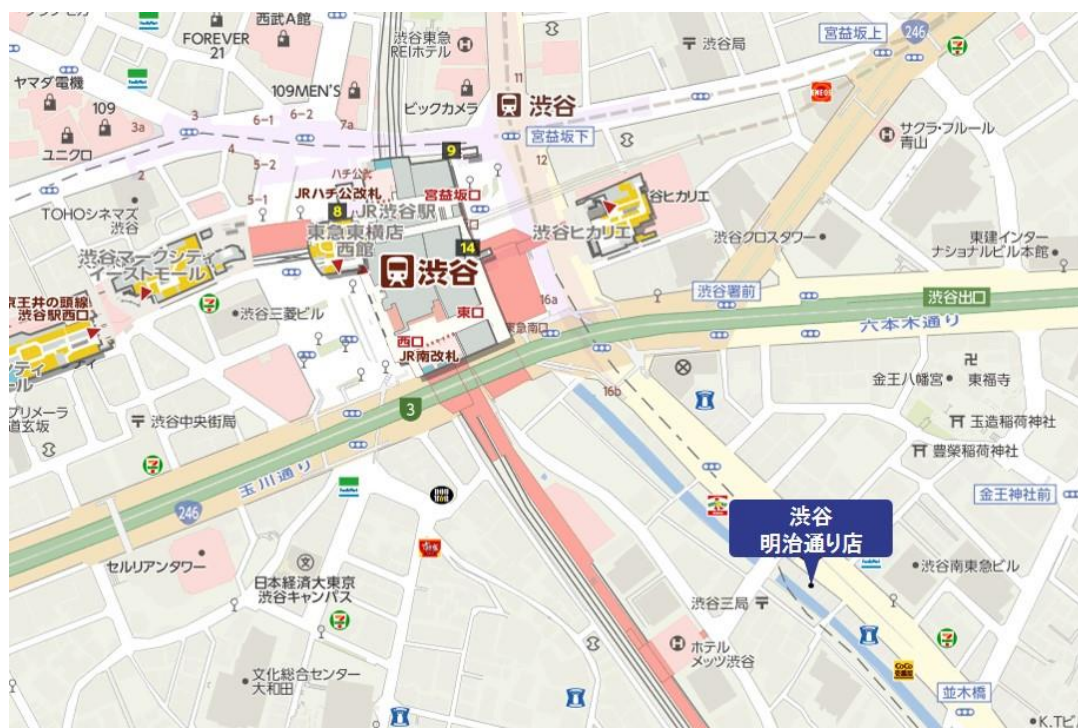 西武A館
FOREVER
21
渋谷東急
REIホテル
渋谷局
宮益坂上
246
ヤマダ電機
109
109MEN'S
ビックカメラ
渋谷
11
ユニクロ
3a
3
6-1
6-2
7a
宮益坂下
サクラ・フルール
青山
4
5-2
9
12
2
5-1
ハチ公
JRハチ公改札
宮益坂口
TOHOシネマズ
渋谷
8
JR渋谷駅
谷ヒカリエ
渋谷マークシティ
イーストモール
東急東横店
西館
14
渋谷ヒカリエ
渋谷クロスタワー
東建インター
ナショナルビル本館
渋谷
京王井の頭線
渋谷駅西口
渋谷三菱ビル
16a
東口
渋谷署前
渋谷出口
六本木通り
西口
JR南改札
東急南口
ティ
ール
プリメーラ
道玄坂
渋谷中央街局
3
16b
金王八幡宮
東福寺
玉造稲荷神社
豊榮稲荷神社
玉川通り
246
金王神社前
渋谷
明治通り店
セルリアンタワー
日本経済大東京
渋谷キャンパス
渋谷南東急ビル
渋谷三局
ホテル
メッツ渋谷
文化総合センター
大和田
並木橋
K.Tビ